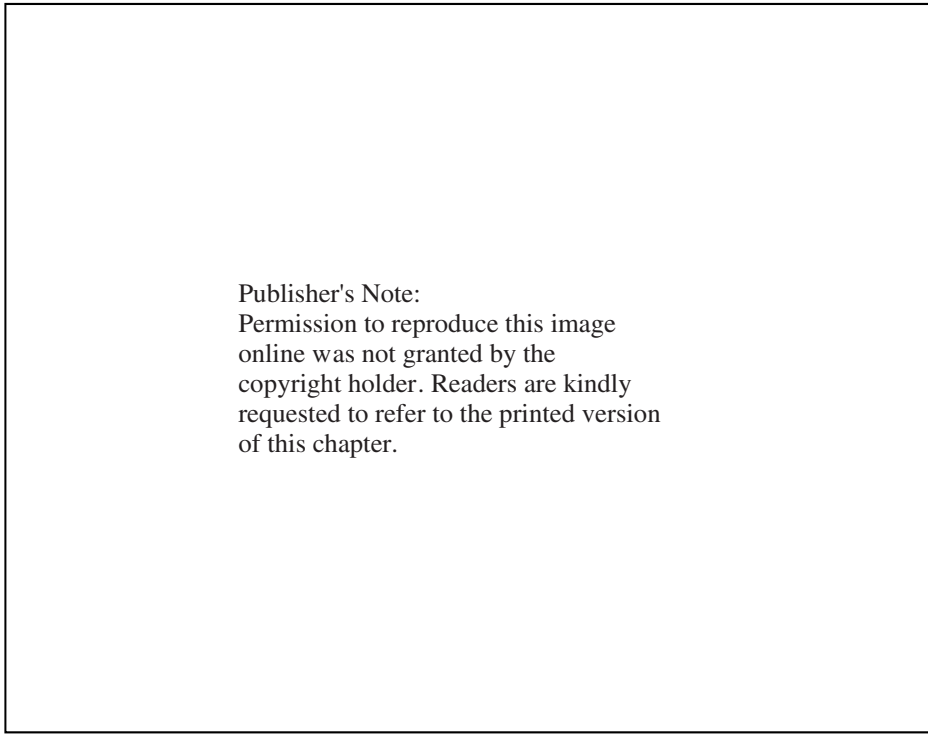 Publisher's Note:
Permission to reproduce this image
online was not granted by the
copyright holder. Readers are kindly
requested to refer to the printed version
of this chapter.